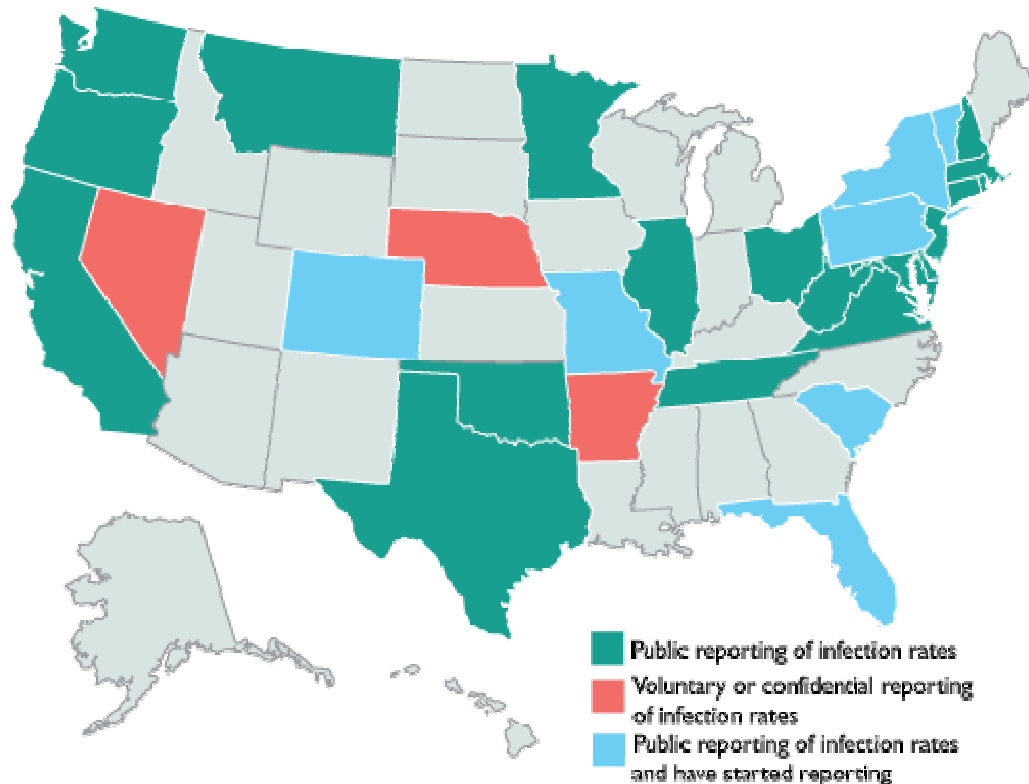 Public reporting of infection rates
Voluntary or confidential reporting
of infection rates
Public reporting of infection rates
and have started reporting